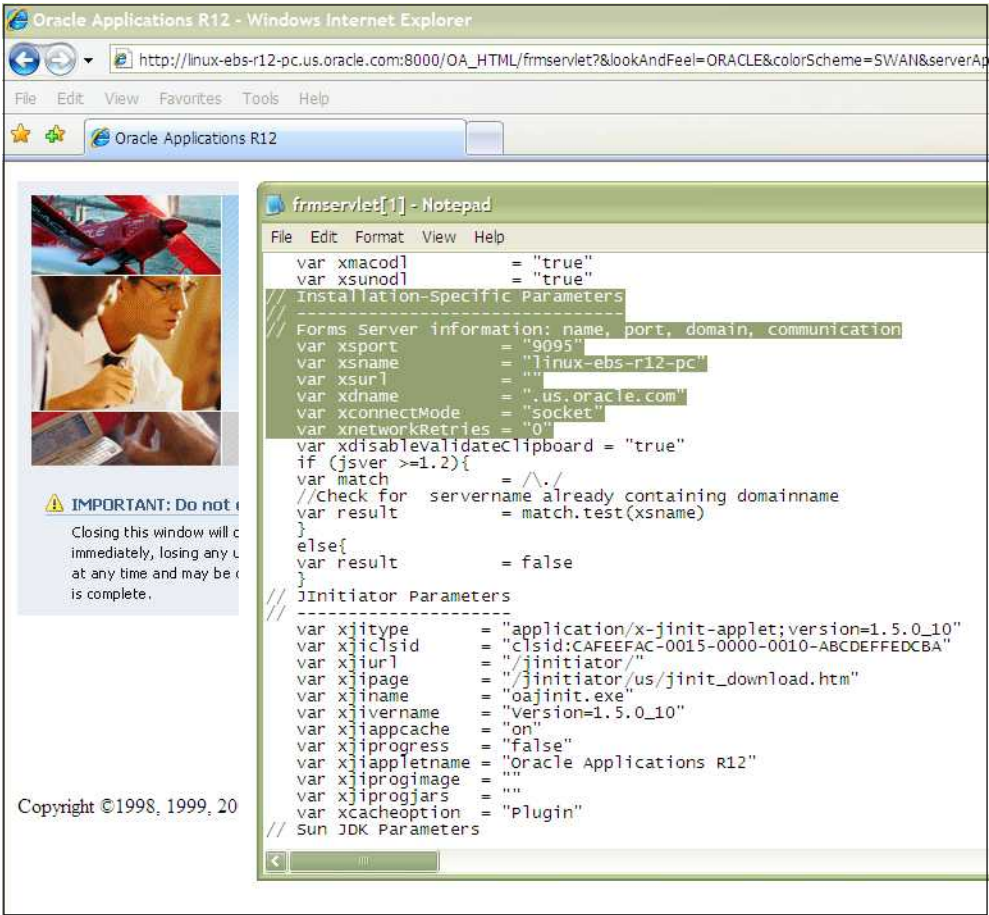 Oracle Applications R12 - Windows Internet Explorer
http://linux-ebs-r12-pc.us.oracle.com:8000/OA_HTML/frmservlet?&lookAndFeel=ORACLE&colorScheme=SWAN&serverAp
File Edit View Favorites Tools Help
Oracle Applications R12
frmservlet[1] - Notepad
File Edit Format View Help
var xmacodl = "true"
var xsunodl = "true"
// Installation-Specific Parameters
// ----------------------------------
// Forms Server information: name, port, domain, communication
var xsport = "9095"
var xsname = "linux-ebs-r12-pc"
var xsurl = ""
var xdname = ".us.oracle.com"
var xconnectMode = "socket"
var xnetworkRetries = "0"
var xdisableValidateClipboard = "true"
if (jsver >=1.2){
var match = /\./
//Check for servername already containing domainname
var result = match.test(xsname)
}
else{
var result = false
}
// JInitiator Parameters
// ---------------------
var xjitype = "application/x-jinit-applet;version=1.5.0_10"
var xjiclsid = "clsid:CAFEEFAC-0015-0000-0010-ABCDEFFEDCBA"
var xjiurl = "/jinitiator/"
var xjipage = "/jinitiator/us/jinit_download.htm"
var xjiname = "oajinit.exe"
var xjivername = "Version=1.5.0_10"
var xjiappcache = "on"
var xjiprogress = "false"
var xjiappletname = "Oracle Applications R12"
var xjiprogimage = ""
var xjiprogjars = ""
var xcacheoption = "Plugin"
// Sun JDK Parameters
IMPORTANT: Do not
Closing this window will
immediately, losing any
at any time and may be
is complete.
Copyright ©1998, 1999, 20